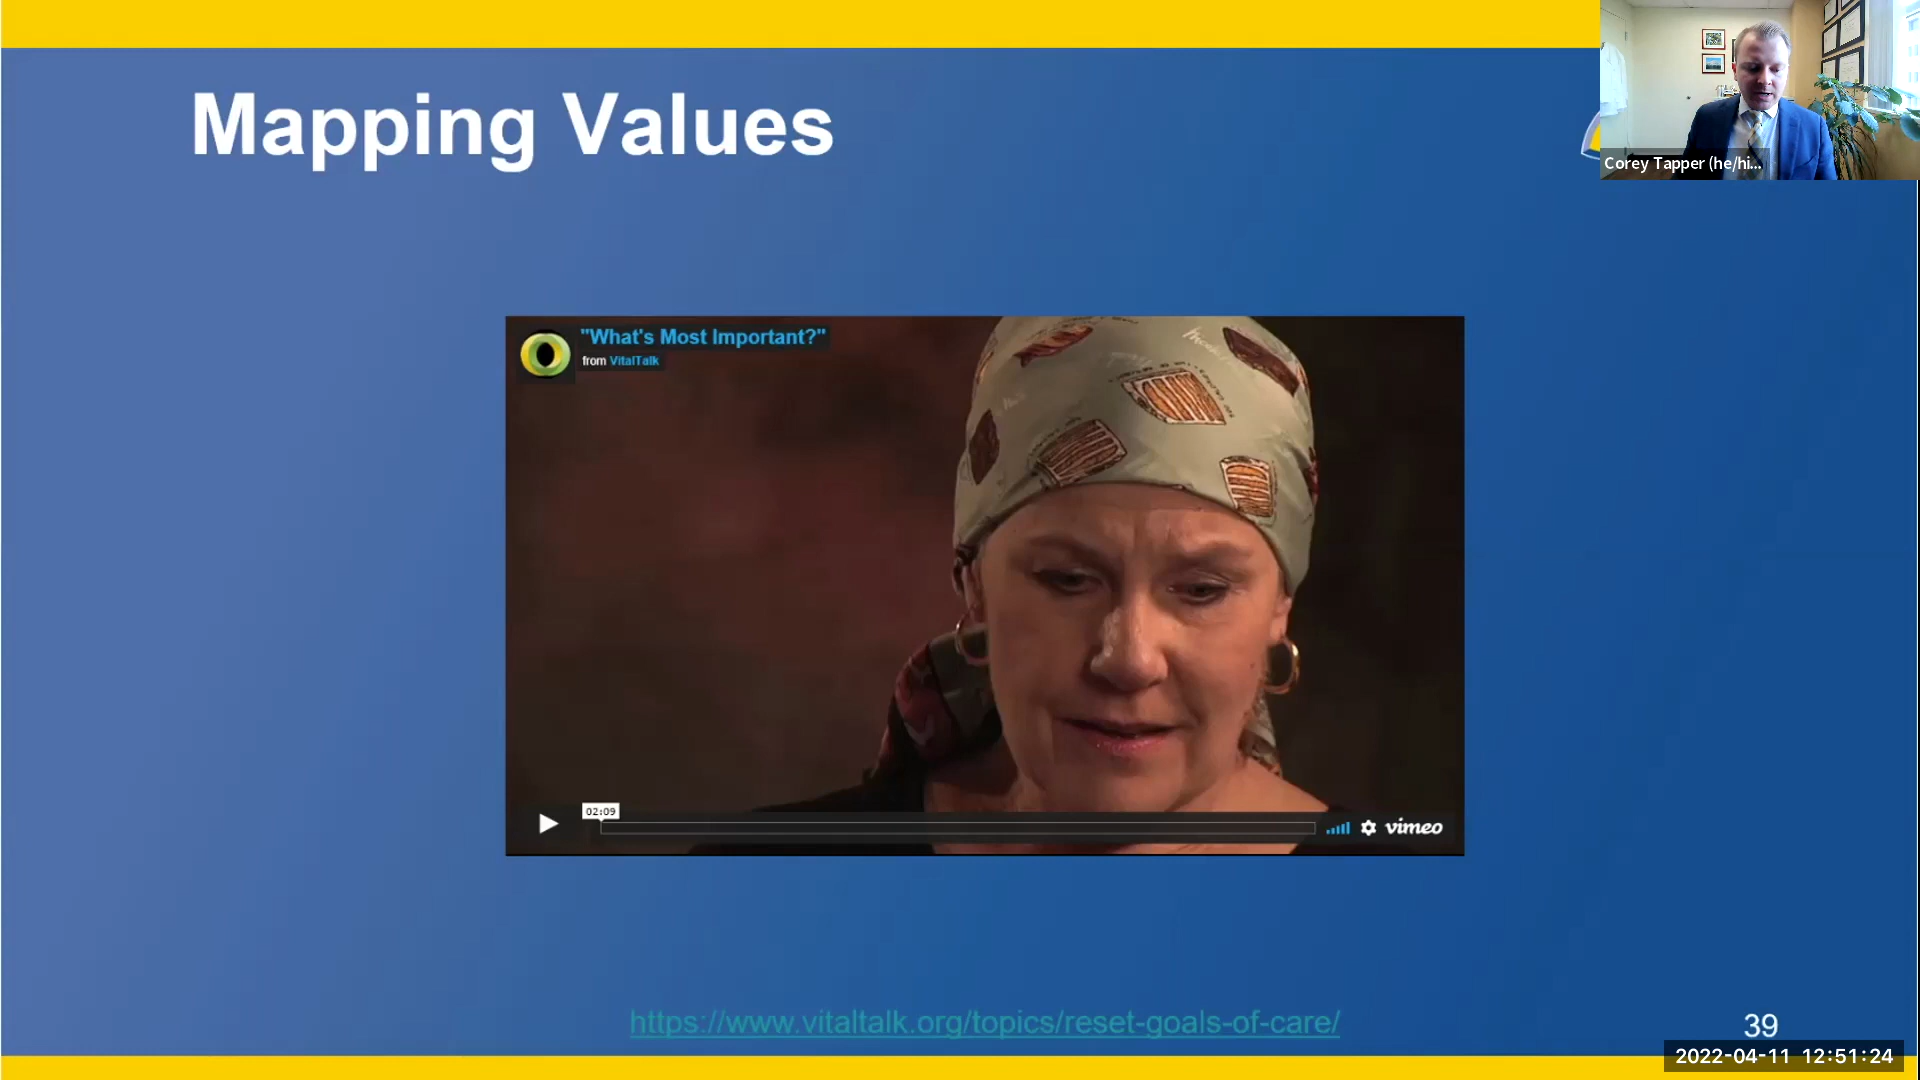 Mapping Values
Corey Tapper (he/hi...
"What's Most Important?"
from VitalTalk
02:09
vimeo
https://www.vitaltalk.org/topics/reset-goals-of-care/
39
2022-04-11 12:51:24